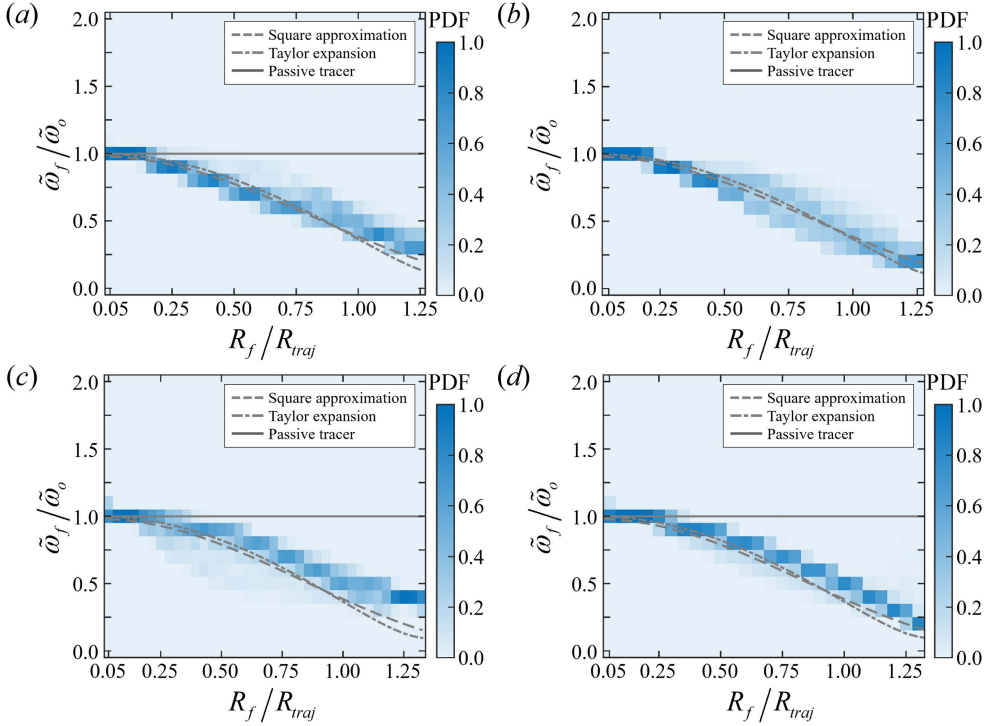 (a)
PDF
2.0
1.5
1.0
0.5
0
0.05 0.25 0.50 0.75 1.00 1.25
ω̃f /ω̃o
Rf /Rtraj
Square approximation
Taylor expansion
Passive tracer
1.0
0.8
0.6
0.4
0.2
0.0
(b)
PDF
2.0
1.5
1.0
0.5
0
0.05 0.25 0.50 0.75 1.00 1.25
ω̃f /ω̃o
Rf /Rtraj
Square approximation
Taylor expansion
Passive tracer
1.0
0.8
0.6
0.4
0.2
0.0
(c)
PDF
2.0
1.5
1.0
0.5
0
0.05 0.25 0.50 0.75 1.00 1.25
ω̃f /ω̃o
Rf /Rtraj
Square approximation
Taylor expansion
Passive tracer
1.0
0.8
0.6
0.4
0.2
0.0
(d)
PDF
2.0
1.5
1.0
0.5
0
0.05 0.25 0.50 0.75 1.00 1.25
ω̃f /ω̃o
Rf /Rtraj
Square approximation
Taylor expansion
Passive tracer
1.0
0.8
0.6
0.4
0.2
0.0